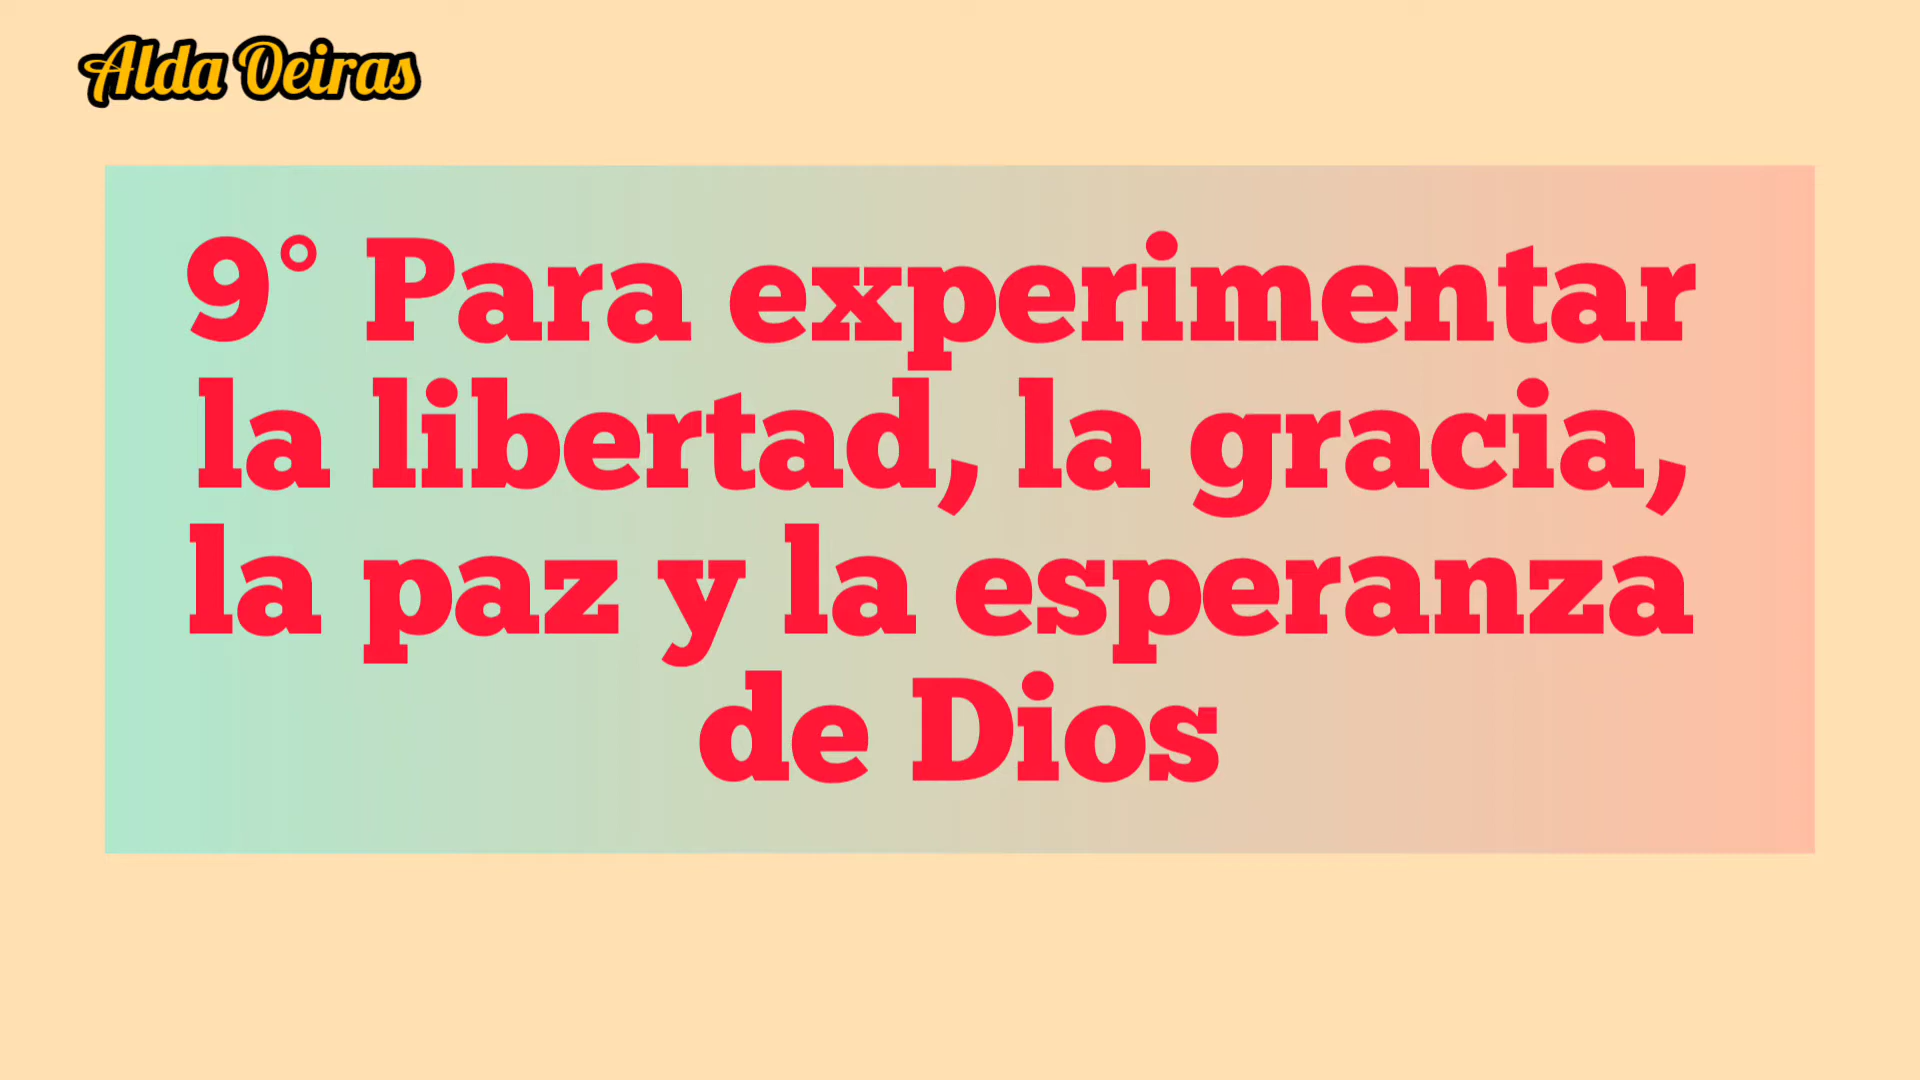 Alda Oeiras
9° Para experimentar
la libertad, la gracia,
la paz y la esperanza
de Dios